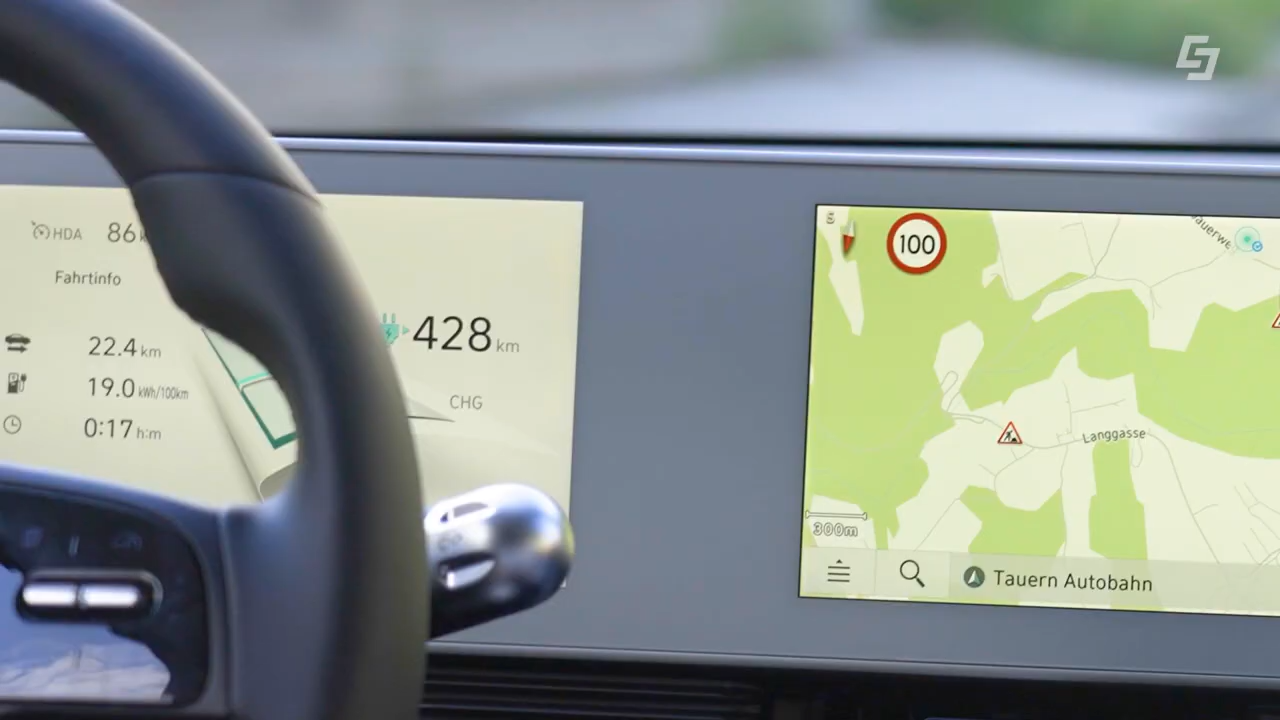 HDA 86
Fahrtinfo
22.4 km
19.0 kWh/100km
0:17 h:m
428 km
CHG
S
100
Langgasse
300m
Tauern Autobahn